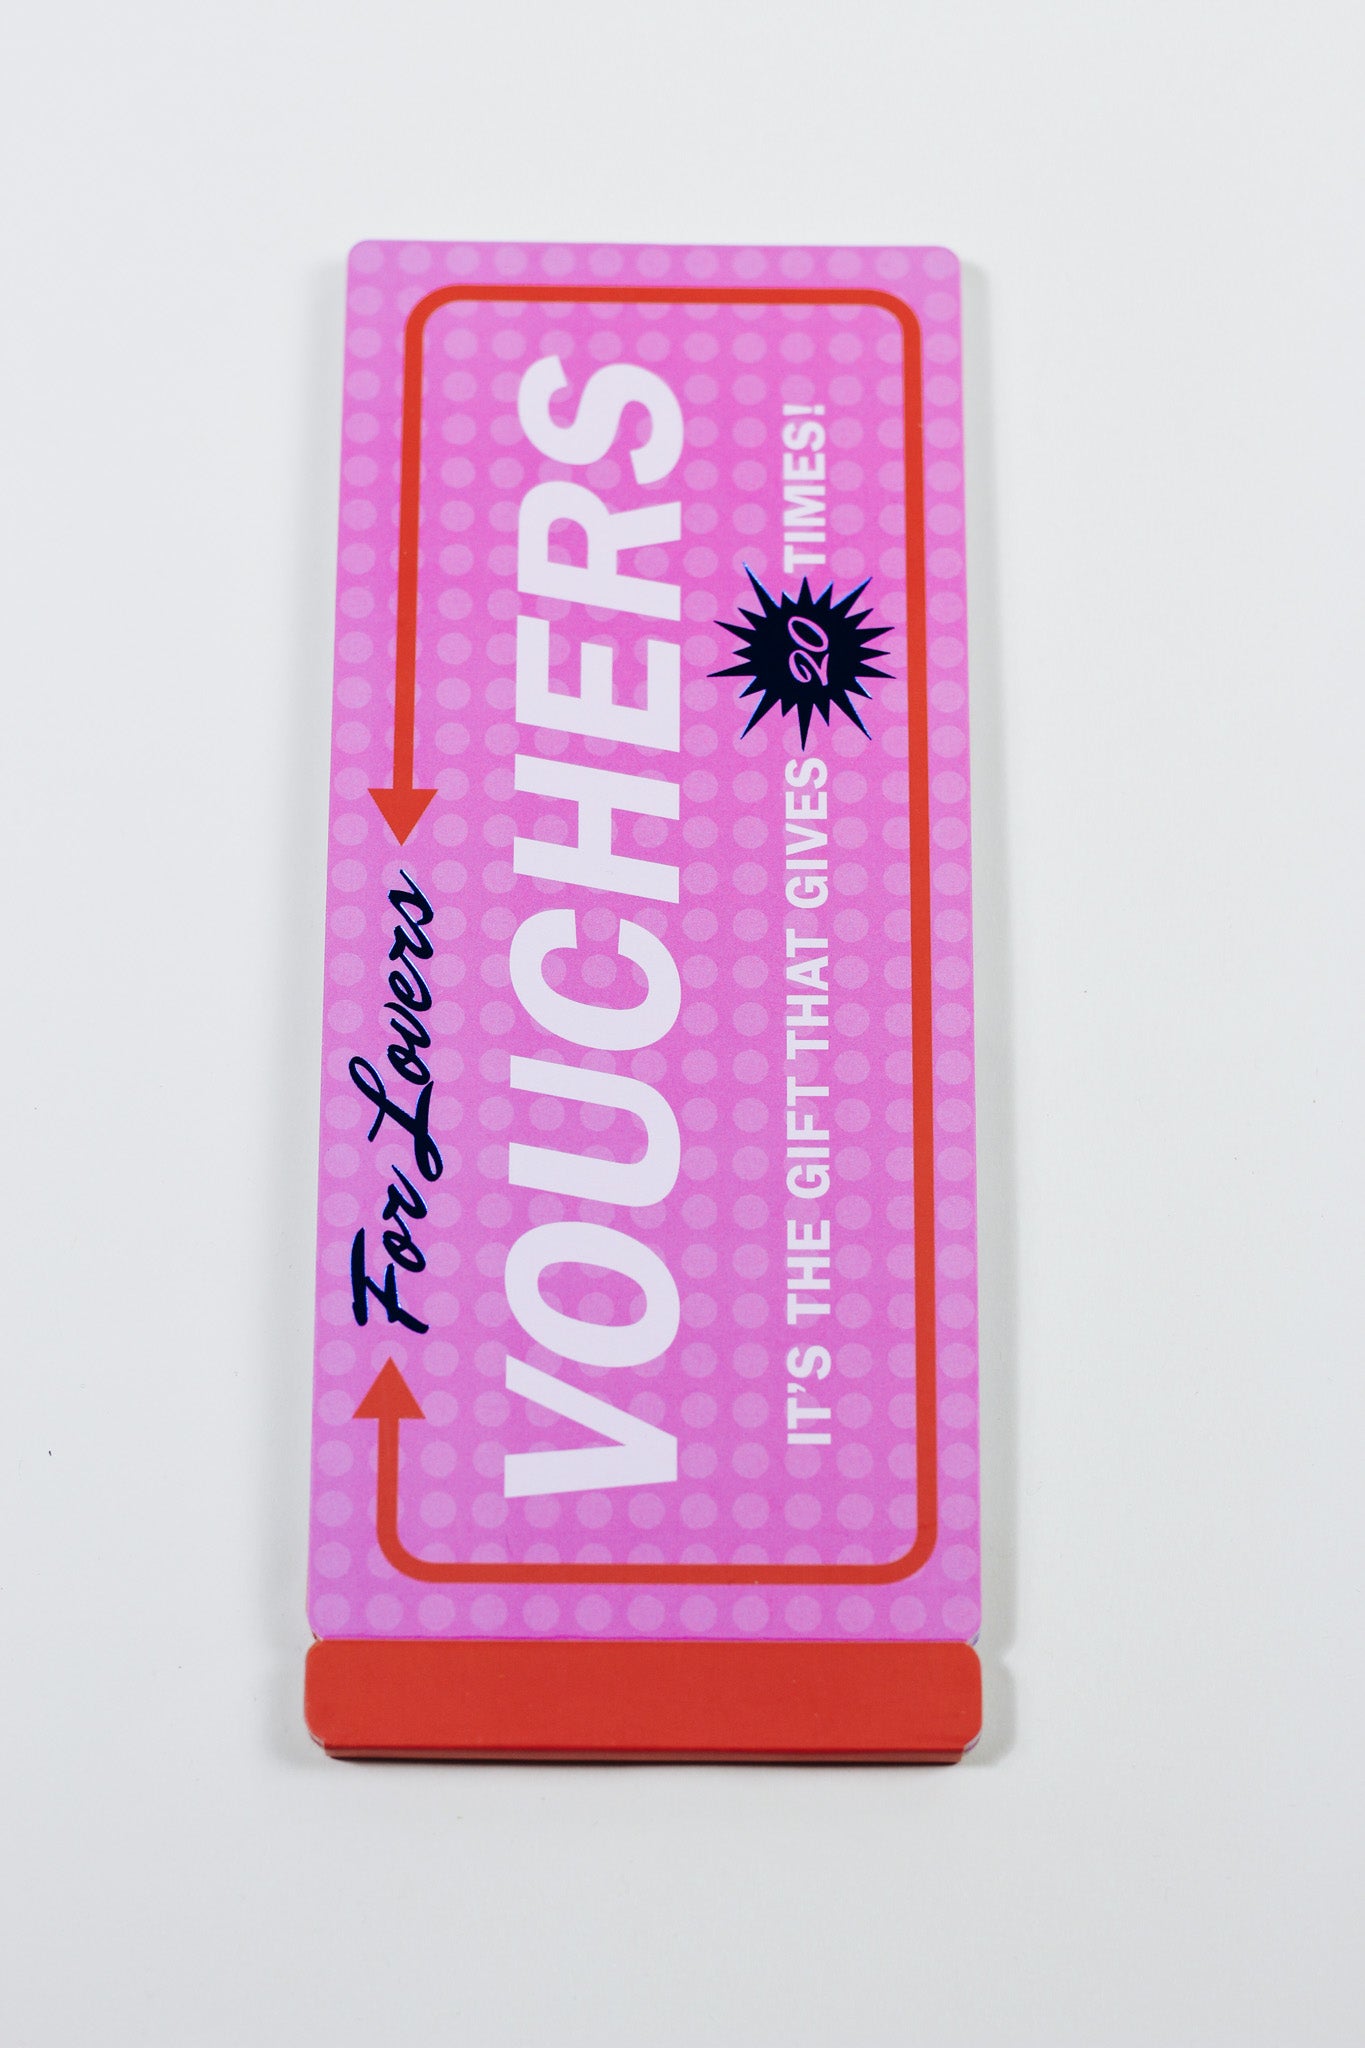 For Lovers
VOUCHERS
IT'S THE GIFT THAT GIVES 20 TIMES!